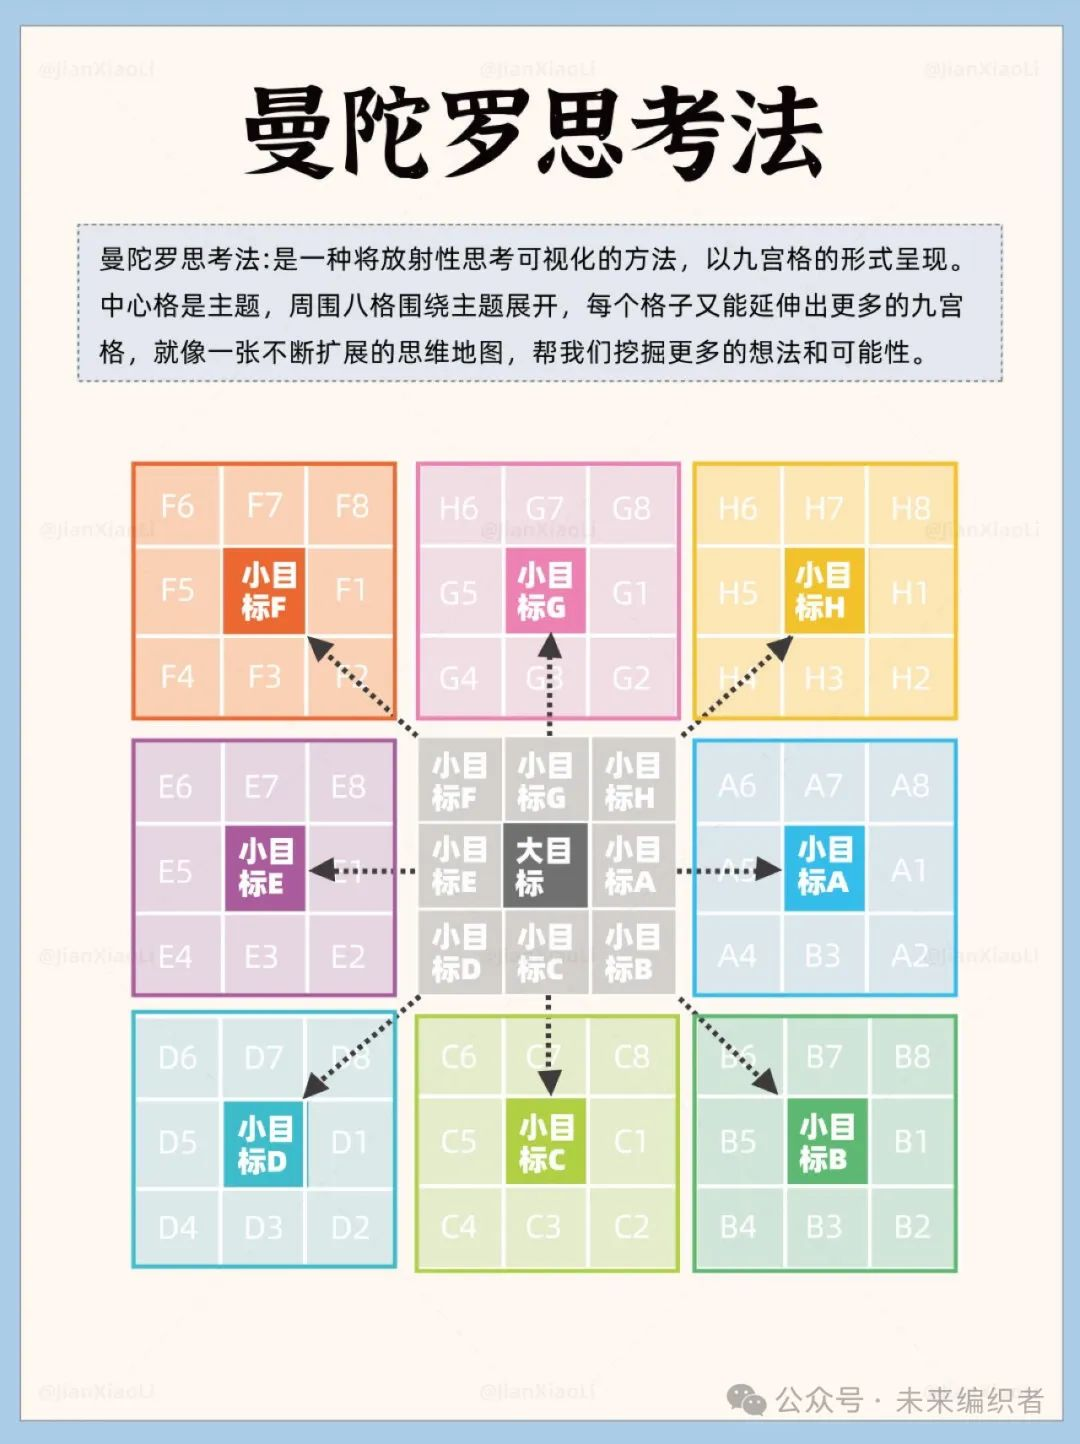 @JianXiaoLi @JianXiaoLi @JianXiaoLi
曼陀罗思考法
曼陀罗思考法:是一种将放射性思考可视化的方法，以九宫格的形式呈现。
中心格是主题，周围八格围绕主题展开，每个格子又能延伸出更多的九宫
格，就像一张不断扩展的思维地图，帮我们挖掘更多的想法和可能性。
F6 F7 F8
F5 小目标F F1
F4 F3 F2
H6 G7 G8
G5 小目标G G1
G4 G3 G2
H6 H7 H8
H5 小目标H H1
H4 H3 H2
@JianXiaoLi @JianXiaoLi @JianXiaoLi
E6 E7 E8
E5 小目标E E1
E4 E3 E2
小目标F 小目标G 小目标H
小目标E 大目标 小目标A
小目标D 小目标C 小目标B
A6 A7 A8
A5 小目标A A1
A4 B3 A2
@JianXiaoLi @JianXiaoLi
D6 D7 D8
D5 小目标D D1
D4 D3 D2
C6 C7 C8
C5 小目标C C1
C4 C3 C2
B6 B7 B8
B5 小目标B B1
B4 B3 B2
@JianXiaoLi @JianXiaoLi
公众号 · 未来编织者